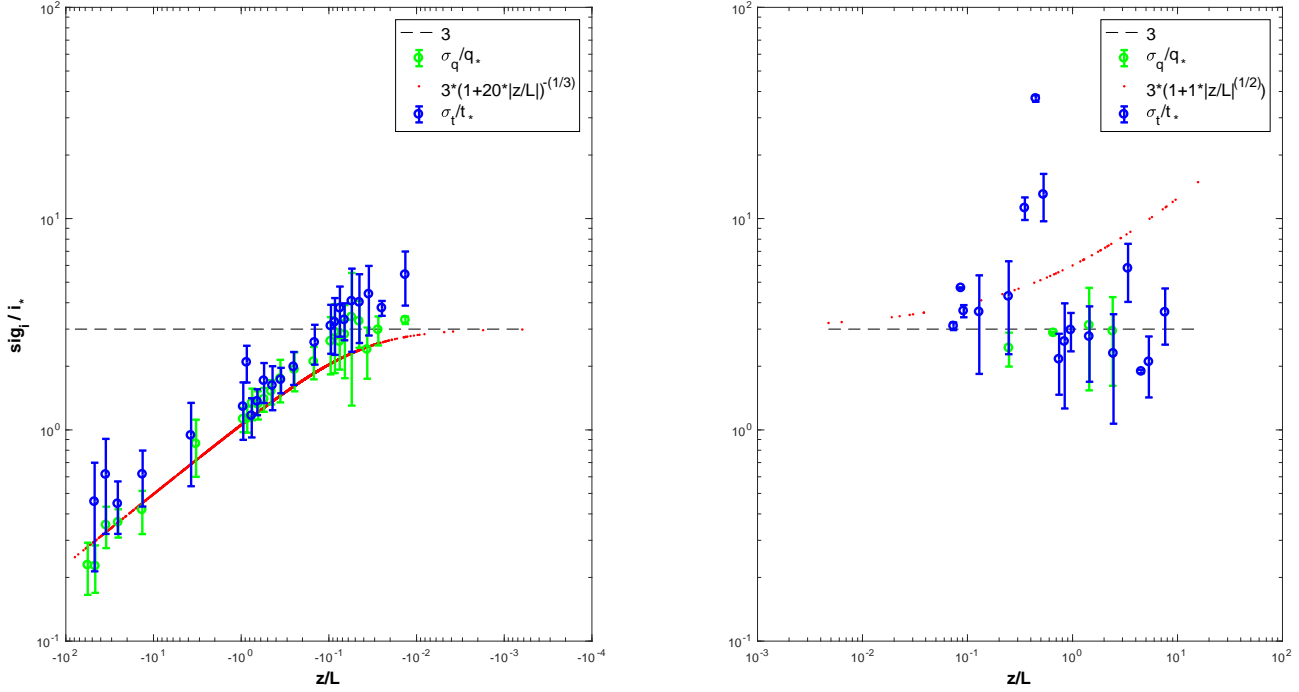 10^2
3
σ_q/q_*
3*(1+20*|z/L|)^-(1/3)
σ_t/t_*
10^1
10^0
10^-1
sig_i / i_*
-10^2 -10^1 -10^0 -10^-1 -10^-2 -10^-3 -10^-4
z/L
10^2
3
σ_q/q_*
3*(1+1*|z/L|^(1/2))
σ_t/t_*
10^1
10^0
10^-1
10^-3 10^-2 10^-1 10^0 10^1 10^2
z/L